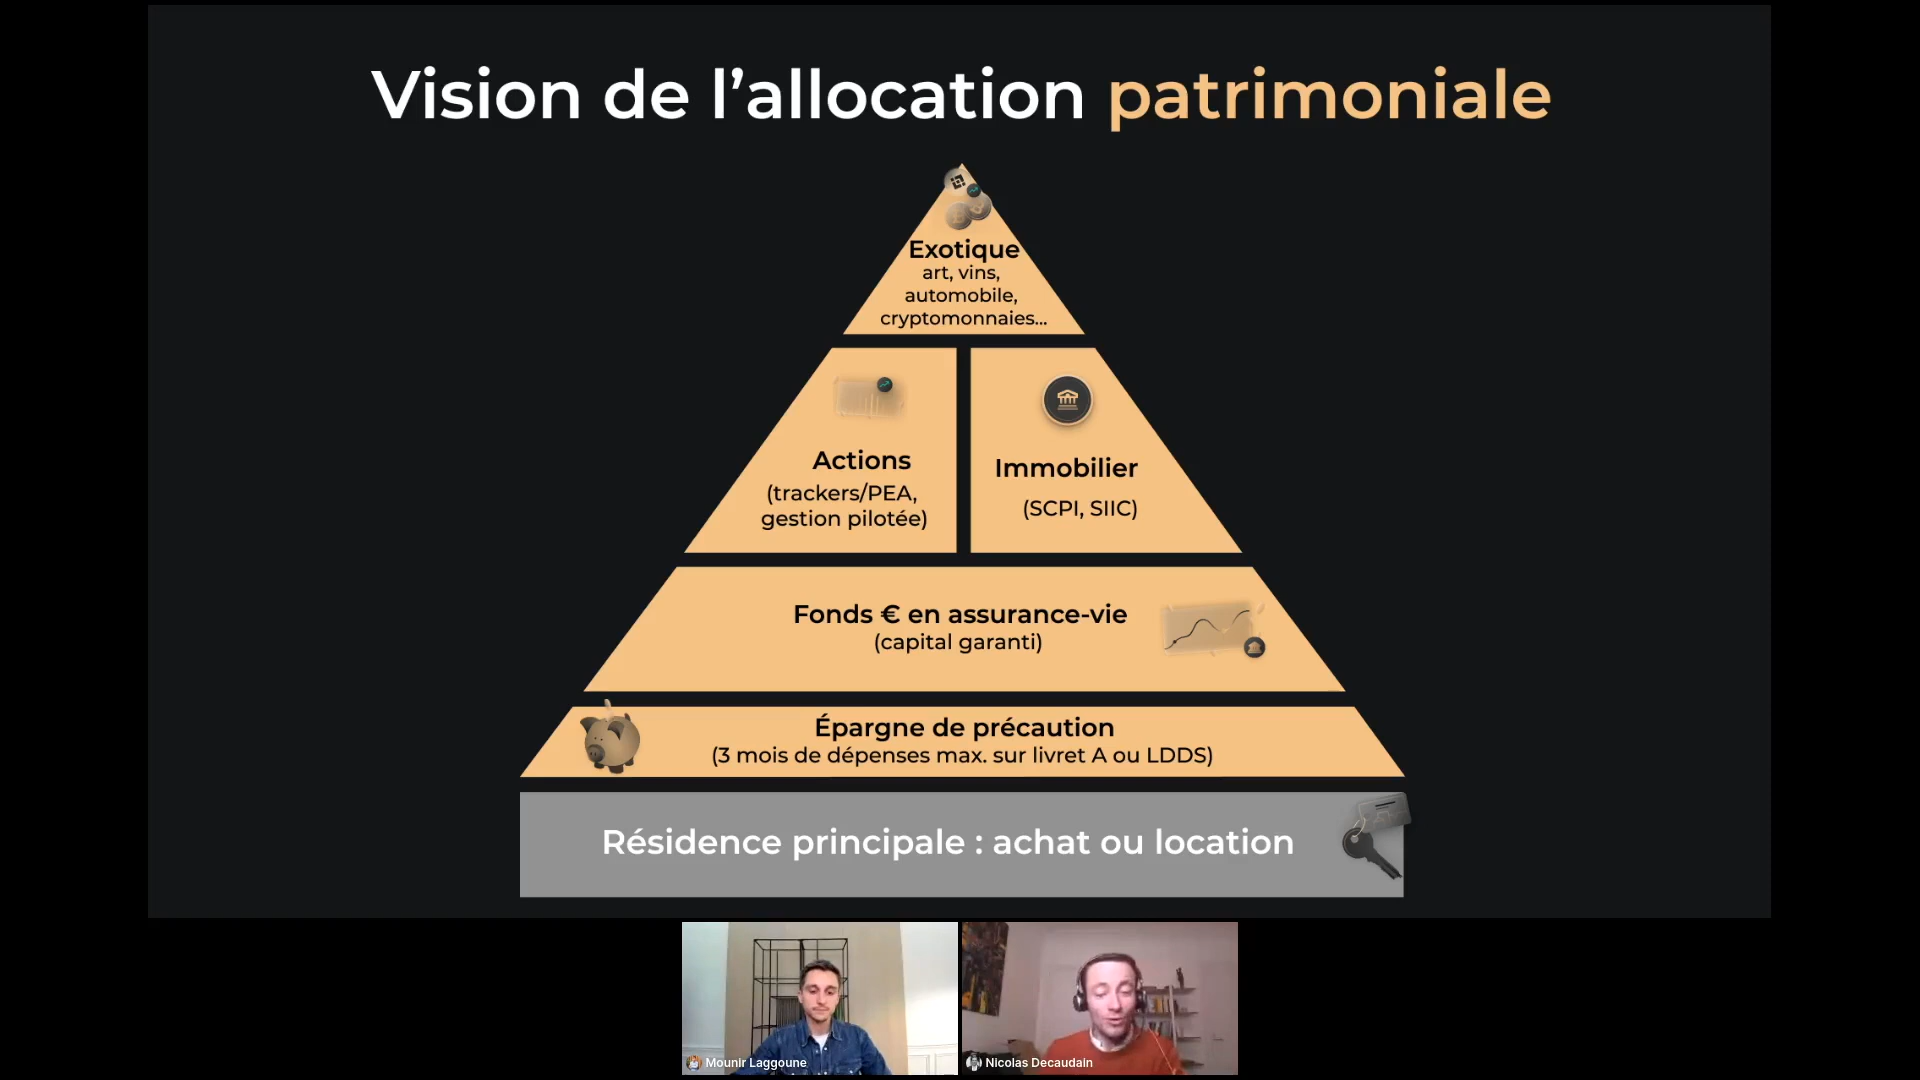 Vision de l’allocation patrimoniale
Exotique
art, vins,
automobile,
cryptomonnaies...
Actions
(trackers/PEA,
gestion pilotée)
Immobilier
(SCPI, SIIC)
Fonds € en assurance-vie
(capital garanti)
Épargne de précaution
(3 mois de dépenses max. sur livret A ou LDDS)
Résidence principale : achat ou location
Mounir Laggoune
Nicolas Decaudain